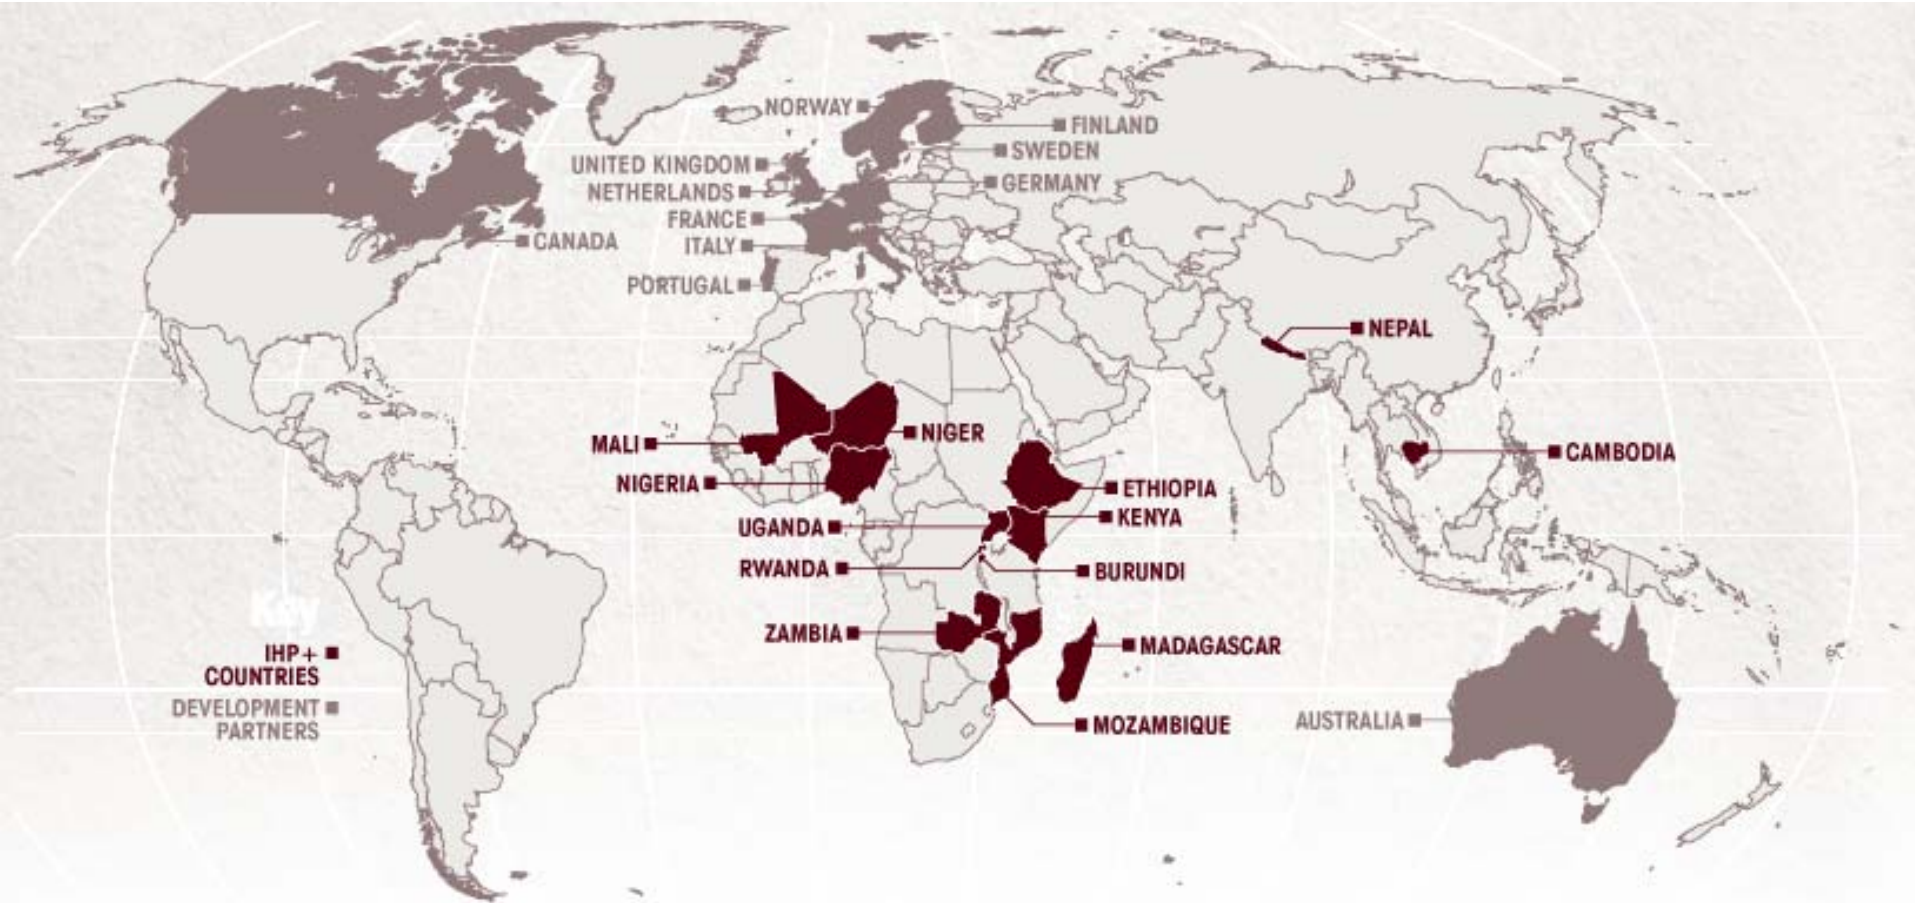 NORWAY
FINLAND
SWEDEN
UNITED KINGDOM
GERMANY
NETHERLANDS
FRANCE
CANADA
ITALY
PORTUGAL
NEPAL
NIGER
MALI
CAMBODIA
NIGERIA
ETHIOPIA
KENYA
UGANDA
RWANDA
BURUNDI
Key
ZAMBIA
MADAGASCAR
IHP+
COUNTRIES
DEVELOPMENT
PARTNERS
AUSTRALIA
MOZAMBIQUE